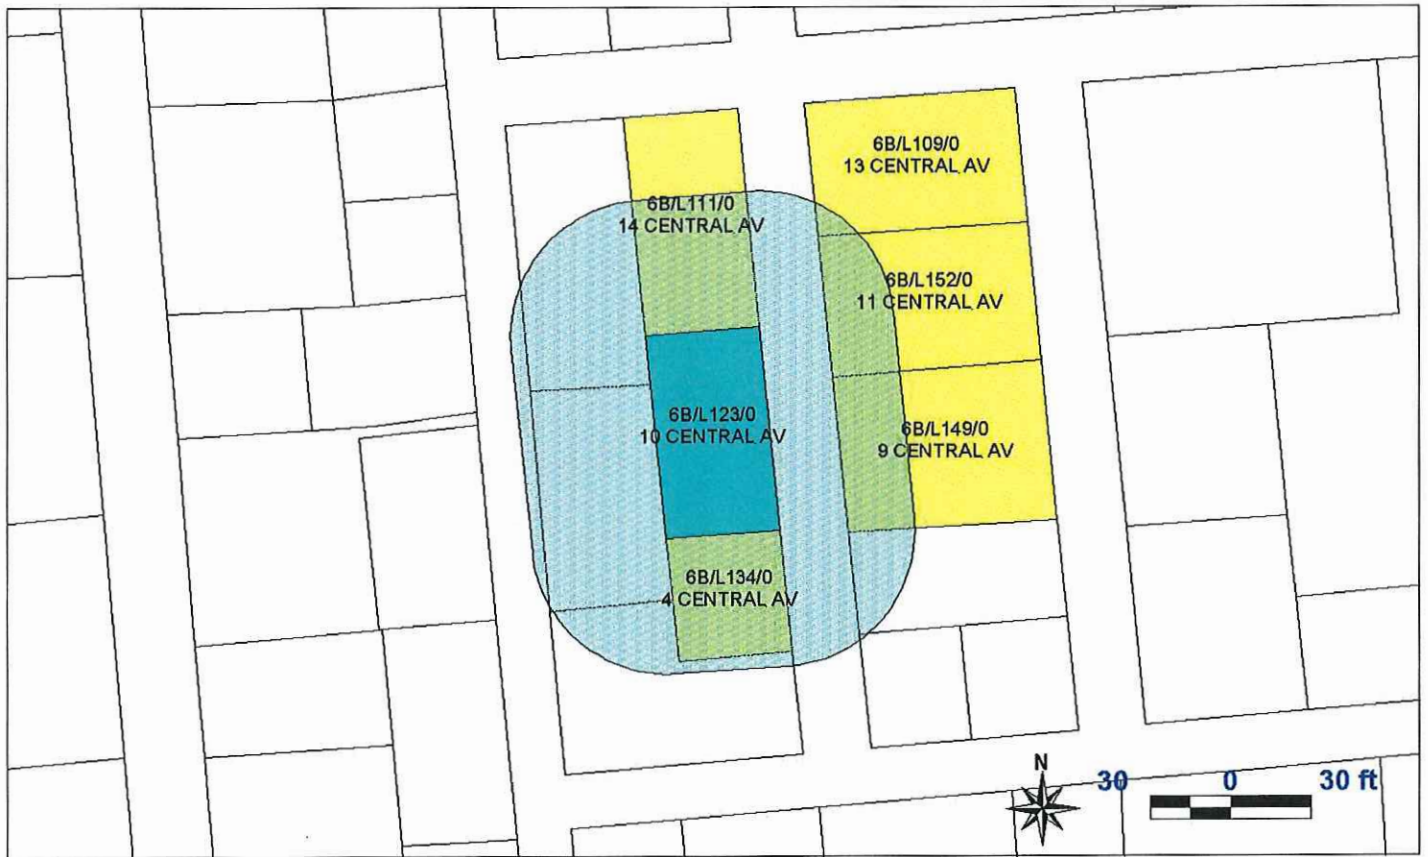 6B/L109/0
13 CENTRAL AV
6B/L111/0
14 CENTRAL AV
6B/L152/0
11 CENTRAL AV
6B/L123/0
10 CENTRAL AV
6B/L149/0
9 CENTRAL AV
6B/L134/0
4 CENTRAL AV
N
30 0 30 ft